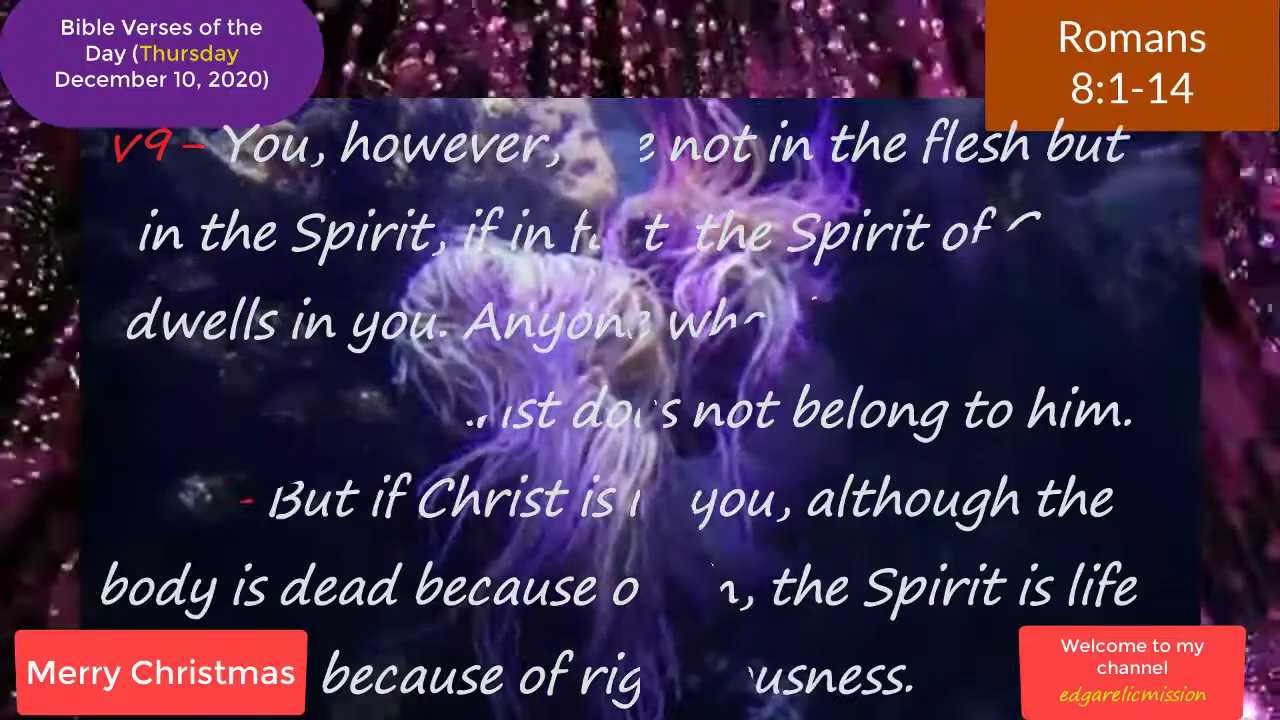 Bible Verses of the
Day (Thursday
December 10, 2020)
Romans
8:1-14
v9 - You, however, not in the flesh but
in the Spirit, if in the Spirit of
dwells in you. Anyone
does not belong to him.
- But if Christ is you, although the
body is dead because the Spirit is life
because of
Merry Christmas
Welcome to my
channel
edgarelicmission